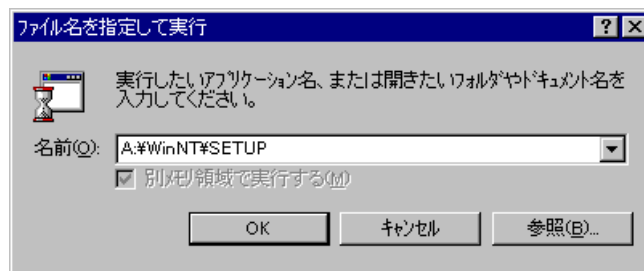 ファイル名を指定して実行
実行したいアプリケーション名、または開きたいフォルダやドキュメント名を
入力してください。
名前(O): A:¥WinNT¥SETUP
別メモリ領域で実行する(M)
OK キャンセル 参照(B)...